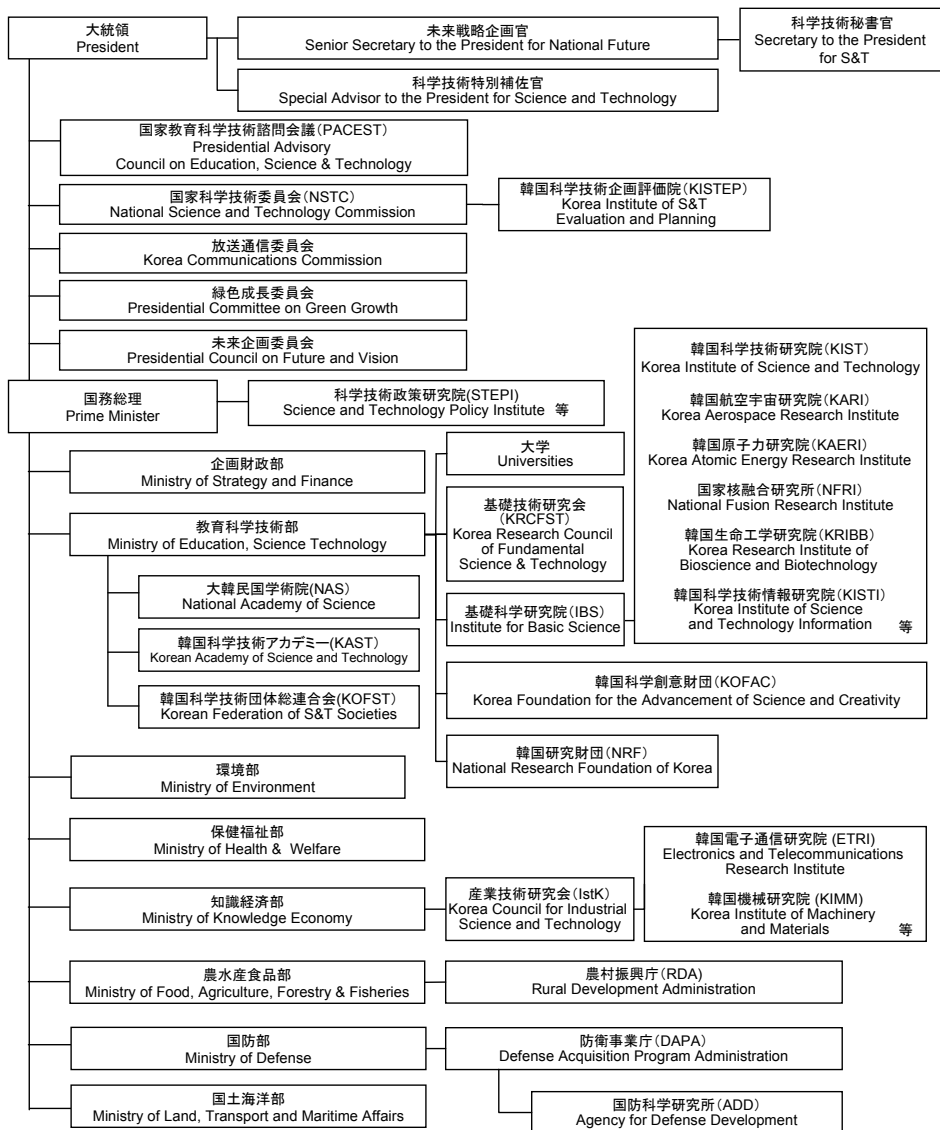 大統領
President
未来戦略企画官
Senior Secretary to the President for National Future
科学技術秘書官
Secretary to the President
for S&T
科学技術特別補佐官
Special Advisor to the President for Science and Technology
国家教育科学技術諮問会議(PACEST)
Presidential Advisory
Council on Education, Science & Technology
国家科学技術委員会(NSTC)
National Science and Technology Commission
韓国科学技術企画評価院(KISTEP)
Korea Institute of S&T
Evaluation and Planning
放送通信委員会
Korea Communications Commission
緑色成長委員会
Presidential Committee on Green Growth
未来企画委員会
Presidential Council on Future and Vision
国務総理
Prime Minister
科学技術政策研究院(STEPI)
Science and Technology Policy Institute 等
企画財政部
Ministry of Strategy and Finance
教育科学技術部
Ministry of Education, Science Technology
大韓民国学術院(NAS)
National Academy of Science
韓国科学技術アカデミー(KAST)
Korean Academy of Science and Technology
韓国科学技術団体総連合会(KOFST)
Korean Federation of S&T Societies
大学
Universities
基礎技術研究会
(KRCFST)
Korea Research Council
of Fundamental
Science & Technology
基礎科学研究院(IBS)
Institute for Basic Science
韓国科学技術研究院(KIST)
Korea Institute of Science and Technology
韓国航空宇宙研究院(KARI)
Korea Aerospace Research Institute
韓国原子力研究院(KAERI)
Korea Atomic Energy Research Institute
国家核融合研究所(NFRI)
National Fusion Research Institute
韓国生命工学研究院(KRIBB)
Korea Research Institute of
Bioscience and Biotechnology
韓国科学技術情報研究院(KISTI)
Korea Institute of Science
and Technology Information 等
韓国科学創意財団(KOFAC)
Korea Foundation for the Advancement of Science and Creativity
韓国研究財団(NRF)
National Research Foundation of Korea
環境部
Ministry of Environment
保健福祉部
Ministry of Health & Welfare
知識経済部
Ministry of Knowledge Economy
産業技術研究会(IstK)
Korea Council for Industrial
Science and Technology
韓国電子通信研究院 (ETRI)
Electronics and Telecommunications
Research Institute
韓国機械研究院 (KIMM)
Korea Institute of Machinery
and Materials 等
農水産食品部
Ministry of Food, Agriculture, Forestry & Fisheries
農村振興庁(RDA)
Rural Development Administration
国防部
Ministry of Defense
防衛事業庁(DAPA)
Defense Acquisition Program Administration
国土海洋部
Ministry of Land, Transport and Maritime Affairs
国防科学研究所(ADD)
Agency for Defense Development